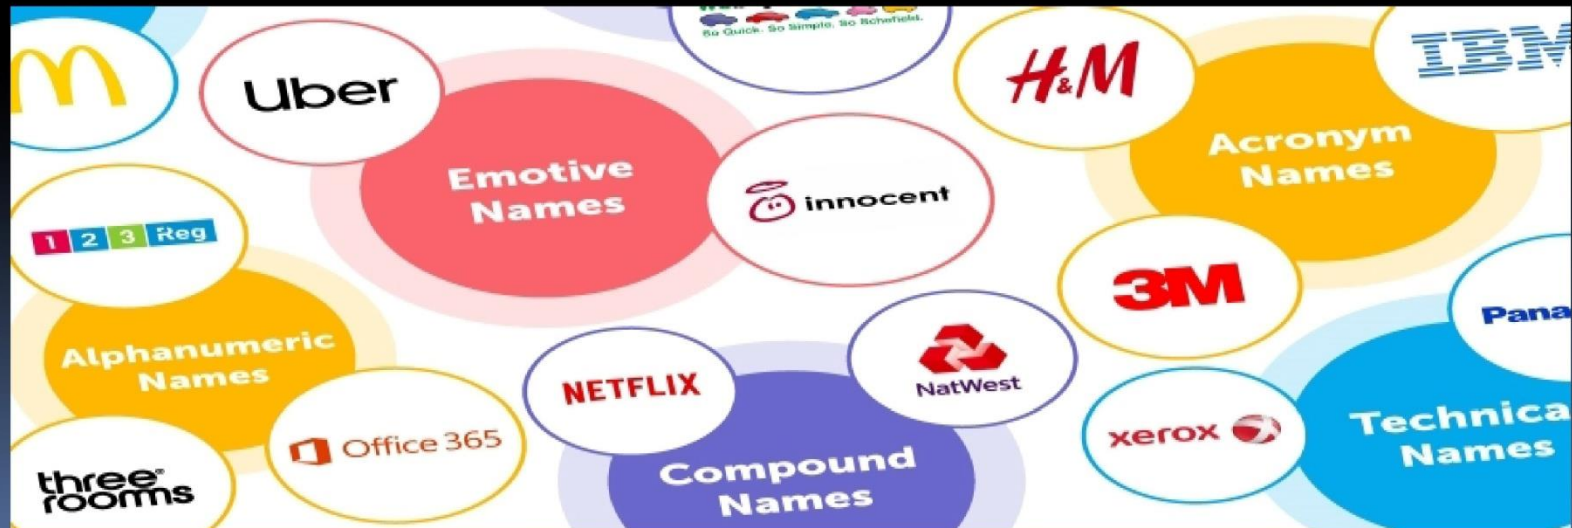 So Quick. So Simple. So Schofield.
Uber
H&M
IBM
Emotive
Names
innocent
Acronym
Names
1 2 3 Reg
3M
Pana
Alphanumeric
Names
NETFLIX
NatWest
Office 365
xerox
Technica
Names
three
rooms
Compound
Names